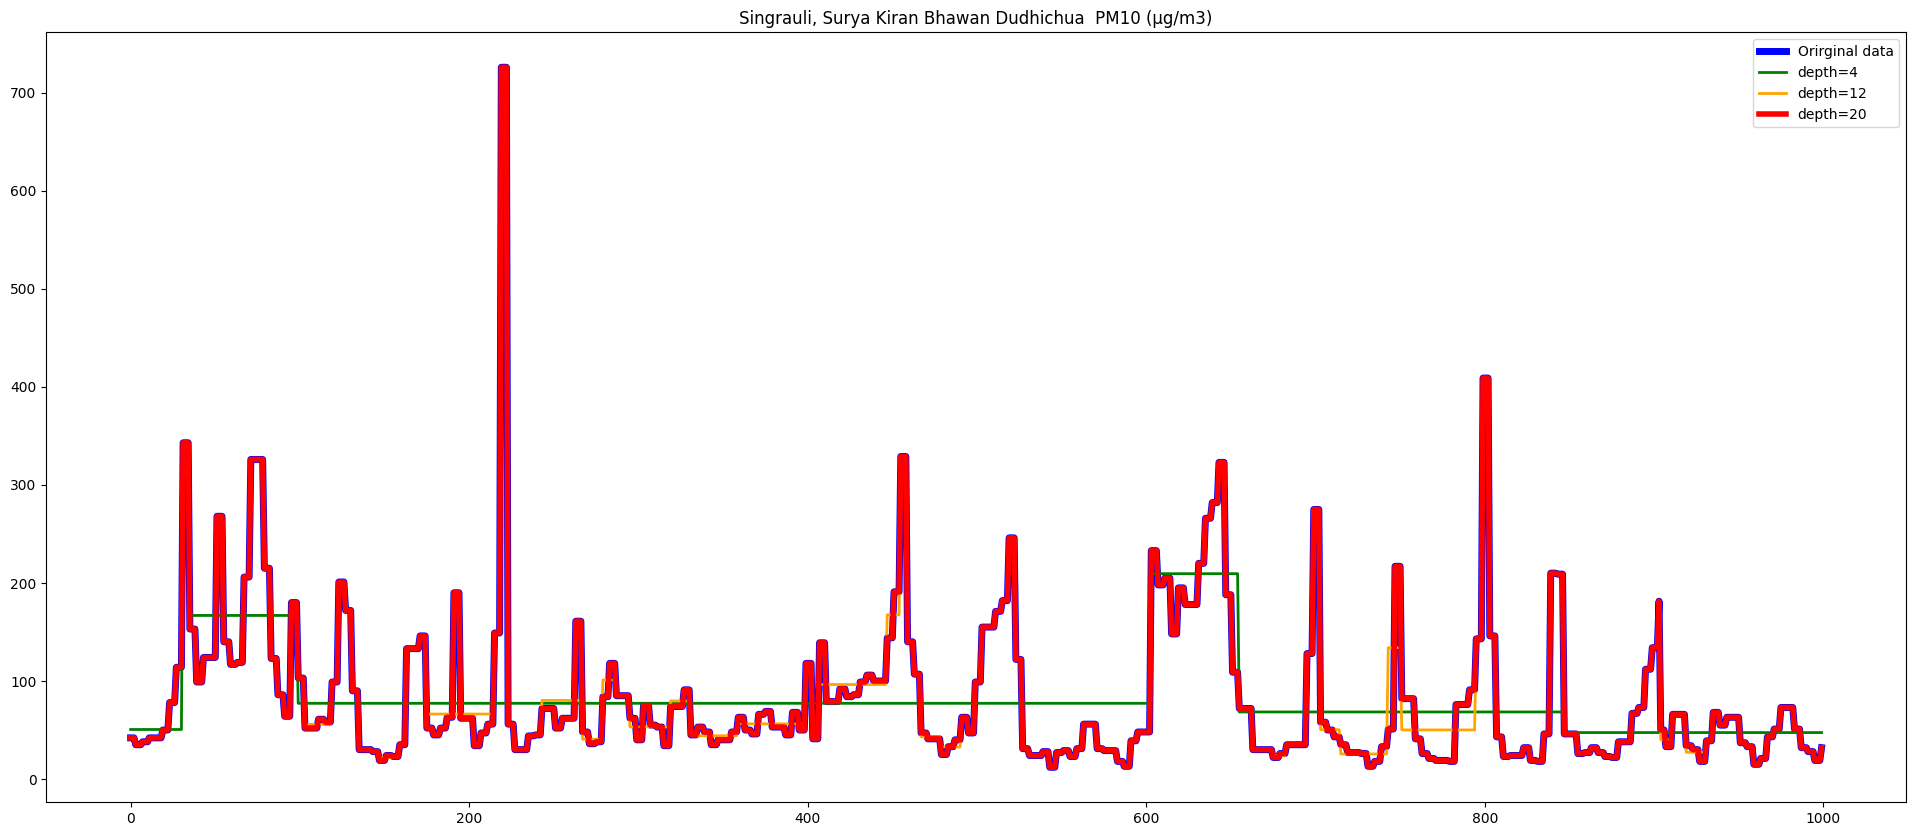 Singrauli, Surya Kiran Bhawan Dudhichua  PM10 (µg/m3)
Orirginal data
depth=4
depth=12
depth=20
700
600
500
400
300
200
100
0
0 200 400 600 800 1000